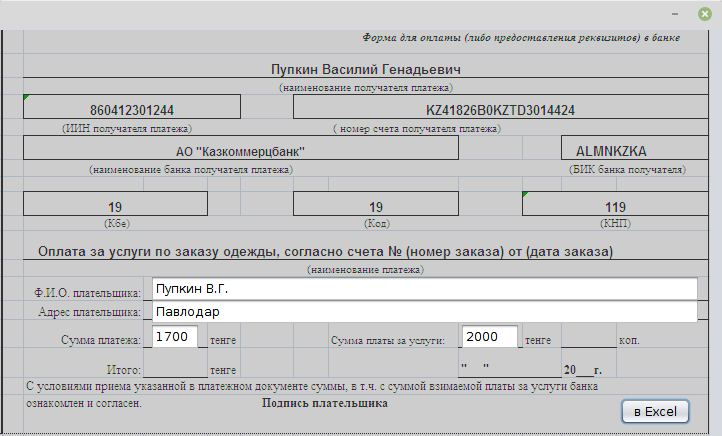 Форма для оплаты (либо предоставления реквизитов) в банке
Пупкин Василий Генадьевич
(наименование получателя платежа)
860412301244 KZ41826B0KZTD3014424
(ИИН получателя платежа) ( номер счета получателя платежа)
АО "Казкоммерцбанк" ALMNKZKA
(наименование банка получателя платежа) (БИК банка получателя)
19 19 119
(Кбе) (Код) (КНП)
Оплата за услуги по заказу одежды, согласно счета № (номер заказа) от (дата заказа)
(наименование платежа)
Ф.И.О. плательщика: Пупкин В.Г.
Адрес плательщика: Павлодар
Сумма платежа: 1700 тенге Сумма платы за услуги: 2000 тенге коп.
Итого: тенге " " 20___г.
С условиями приема указанной в платежном документе суммы, в т.ч. с суммой взимаемой платы за услуги банка
ознакомлен и согласен. Подпись плательщика
в Excel